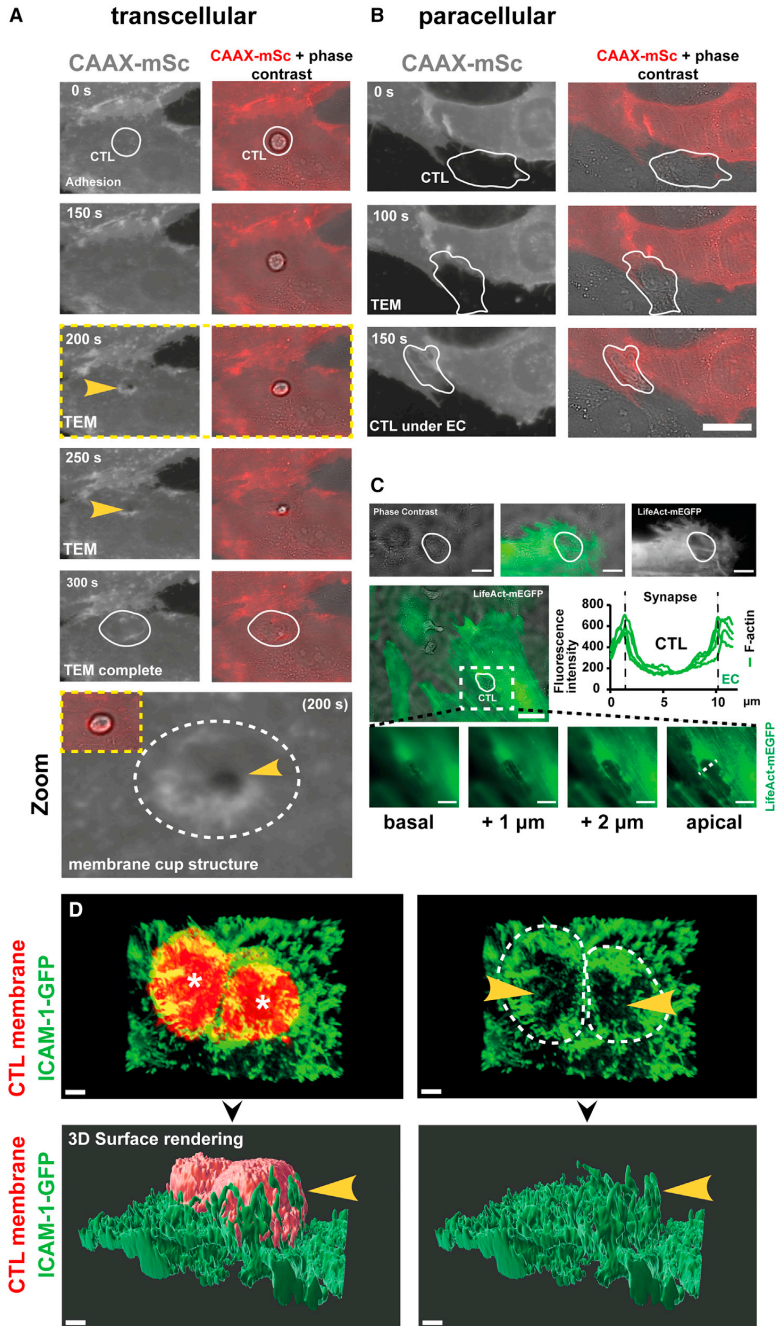 A
transcellular
CAAX-mSc
CAAX-mSc + phase
contrast
0 s
CTL
Adhesion
CTL
150 s
200 s
TEM
250 s
TEM
300 s
TEM complete
Zoom
(200 s)
membrane cup structure
B
paracellular
CAAX-mSc
CAAX-mSc + phase
contrast
0 s
CTL
100 s
TEM
150 s
CTL under EC
C
Phase Contrast
LifeAct-mEGFP
LifeAct-mEGFP
CTL
Fluorescence
intensity
800
600
400
200
0
Synapse
CTL
EC
F-actin
0
5
10
µm
LifeAct-mEGFP
basal
+ 1 µm
+ 2 µm
apical
D
CTL membrane
ICAM-1-GFP
*
*
CTL membrane
ICAM-1-GFP
3D Surface rendering